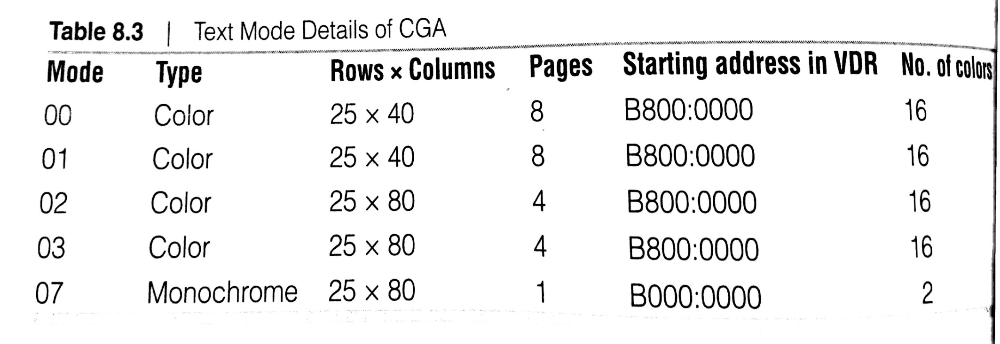 Table 8.3 | Text Mode Details of CGA
Mode Type Rows × Columns Pages Starting address in VDR No. of colors
00 Color 25 × 40 8 B800:0000 16
01 Color 25 × 40 8 B800:0000 16
02 Color 25 × 80 4 B800:0000 16
03 Color 25 × 80 4 B800:0000 16
07 Monochrome 25 × 80 1 B000:0000 2